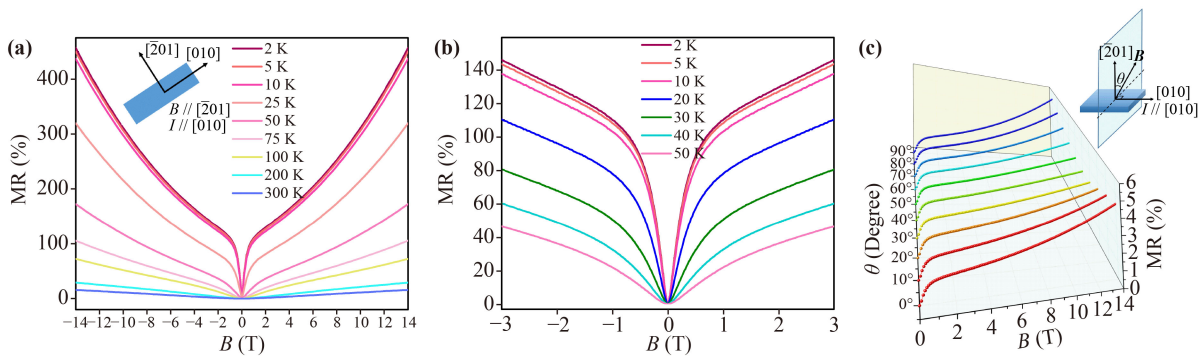 (a)
[2̅01]
[010]
B // [2̅01]
I // [010]
2 K
5 K
10 K
25 K
50 K
75 K
100 K
200 K
300 K
MR (%)
400
300
200
100
0
−14 −12 −10 −8 −6 −4 −2 0 2 4 6 8 10 12 14
B (T)
(b)
2 K
5 K
10 K
20 K
30 K
40 K
50 K
MR (%)
140
120
100
80
60
40
20
0
−3 −2 −1 0 1 2 3
B (T)
(c)
[2̅01]
B
θ
[010]
I // [010]
θ (Degree)
90°
80°
70°
60°
50°
40°
30°
20°
10°
0°
0 2 4 6 8 10 12 14
B (T)
6
5
4
3
2
1
0
MR (%)